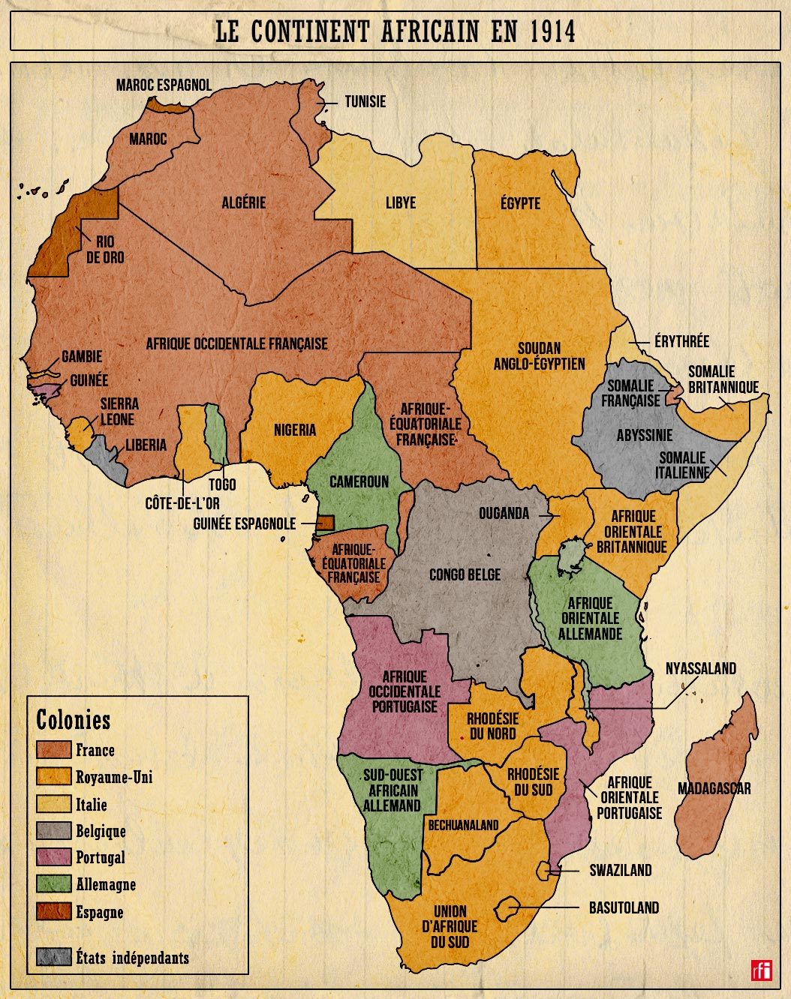 LE CONTINENT AFRICAIN EN 1914
MAROC ESPAGNOL
TUNISIE
MAROC
ALGÉRIE
LIBYE
ÉGYPTE
RIO
DE ORO
AFRIQUE OCCIDENTALE FRANÇAISE
SOUDAN
ANGLO-ÉGYPTIEN
ÉRYTHRÉE
GAMBIE
GUINÉE
SOMALIE
BRITANNIQUE
SOMALIE
FRANÇAISE
SIERRA
LEONE
LIBERIA
NIGERIA
AFRIQUE-
ÉQUATORIALE
FRANÇAISE
ABYSSINIE
SOMALIE
ITALIENNE
TOGO
CÔTE-DE-L'OR
CAMEROUN
GUINÉE ESPAGNOLE
OUGANDA
AFRIQUE
ORIENTALE
BRITANNIQUE
AFRIQUE-
ÉQUATORIALE
FRANÇAISE
CONGO BELGE
AFRIQUE
ORIENTALE
ALLEMANDE
NYASSALAND
AFRIQUE
OCCIDENTALE
PORTUGAISE
RHODÉSIE
DU NORD
SUD-OUEST
AFRICAIN
ALLEMAND
RHODÉSIE
DU SUD
AFRIQUE
ORIENTALE
PORTUGAISE
MADAGASCAR
BECHUANALAND
SWAZILAND
BASUTOLAND
UNION
D'AFRIQUE
DU SUD
Colonies
France
Royaume-Uni
Italie
Belgique
Portugal
Allemagne
Espagne
États indépendants
rfi